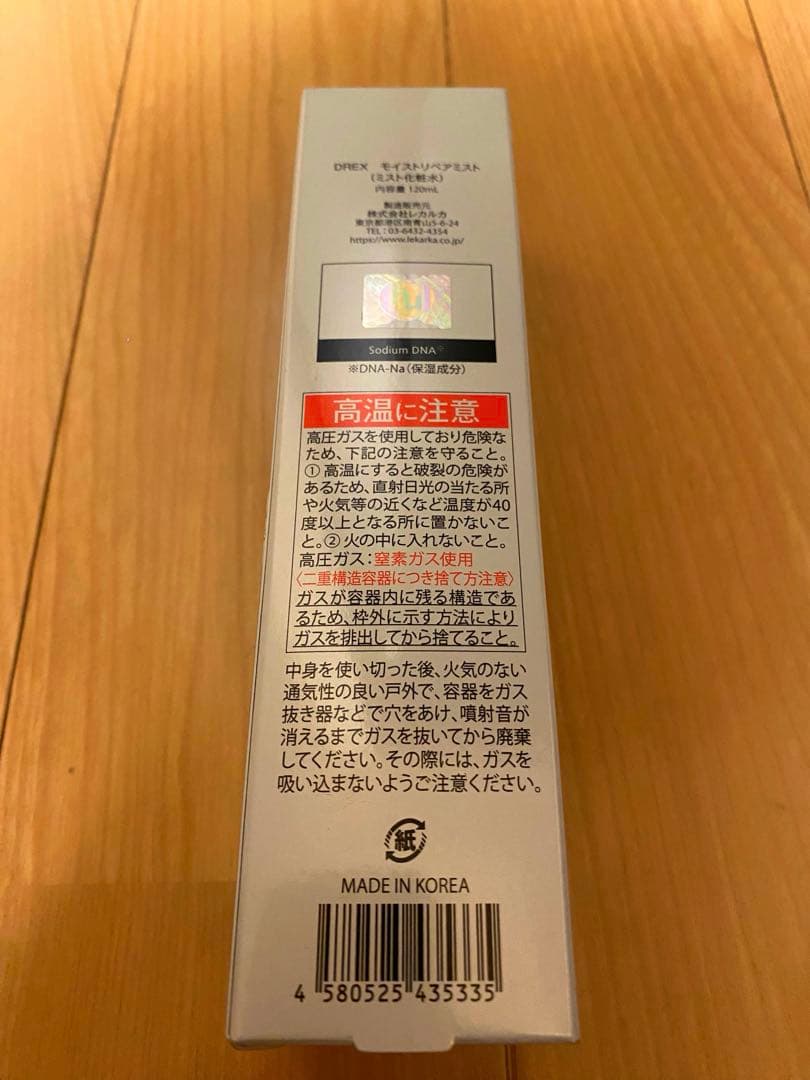 DREX モイストリペアミスト
(ミスト化粧水)
内容量 120mL
製造販売元
株式会社レカルカ
東京都港区南青山5-6-24
TEL：03-6432-4354
https://www.lekarka.co.jp/
Sodium DNA※
※DNA-Na(保湿成分)
高温に注意
高圧ガスを使用しており危険な
ため、下記の注意を守ること。
① 高温にすると破裂の危険が
あるため、直射日光の当たる所
や火気等の近くなど温度が40
度以上となる所に置かないこ
と。② 火の中に入れないこと。
高圧ガス：窒素ガス使用
〈二重構造容器につき捨て方注意〉
ガスが容器内に残る構造であ
るため、枠外に示す方法により
ガスを排出してから捨てること。
中身を使い切った後、火気のない
通気性の良い戸外で、容器をガス
抜き器などで穴をあけ、噴射音が
消えるまでガスを抜いてから廃棄
してください。その際には、ガスを
吸い込まないようご注意ください。
紙
MADE IN KOREA
4 580525 435335